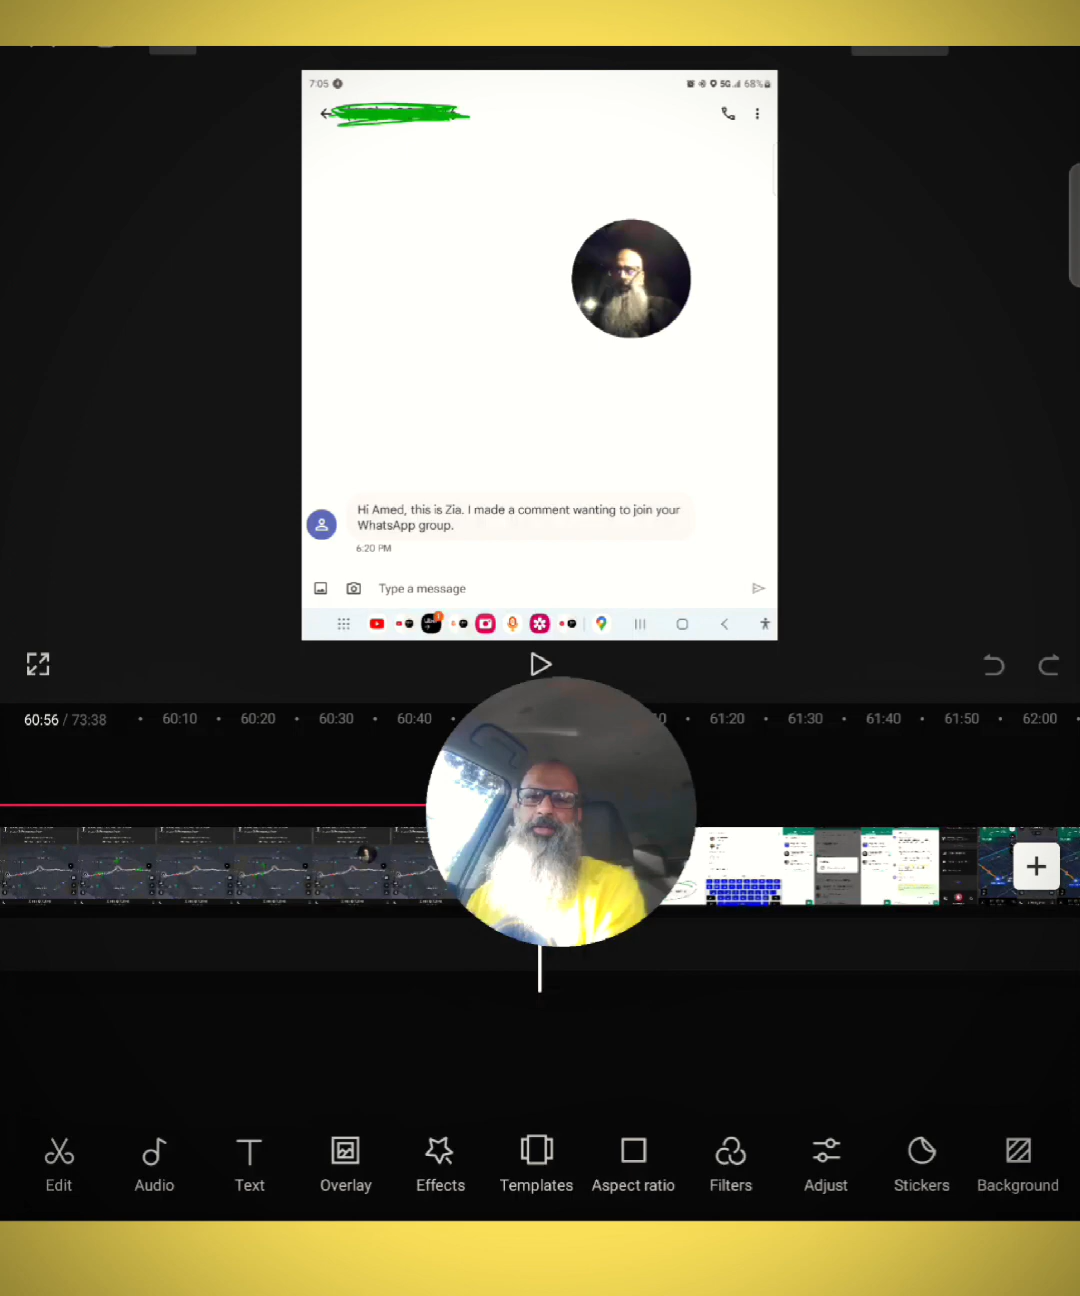 7:05
5G 68%
Hi Amed, this is Zia. I made a comment wanting to join your
WhatsApp group.
6:20 PM
Type a message
60:56 / 73:38
60:10
60:20
60:30
60:40
61:20
61:30
61:40
61:50
62:00
Edit
Audio
Text
Overlay
Effects
Templates
Aspect ratio
Filters
Adjust
Stickers
Background